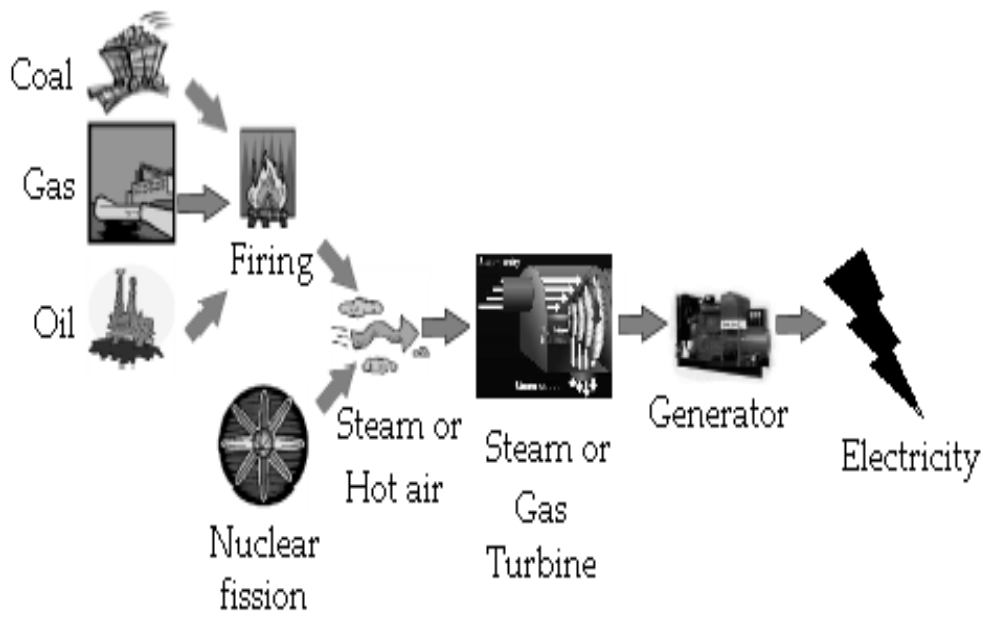 Coal
Gas
Oil
Firing
Nuclear
fission
Steam or
Hot air
Steam or
Gas
Turbine
Generator
Electricity